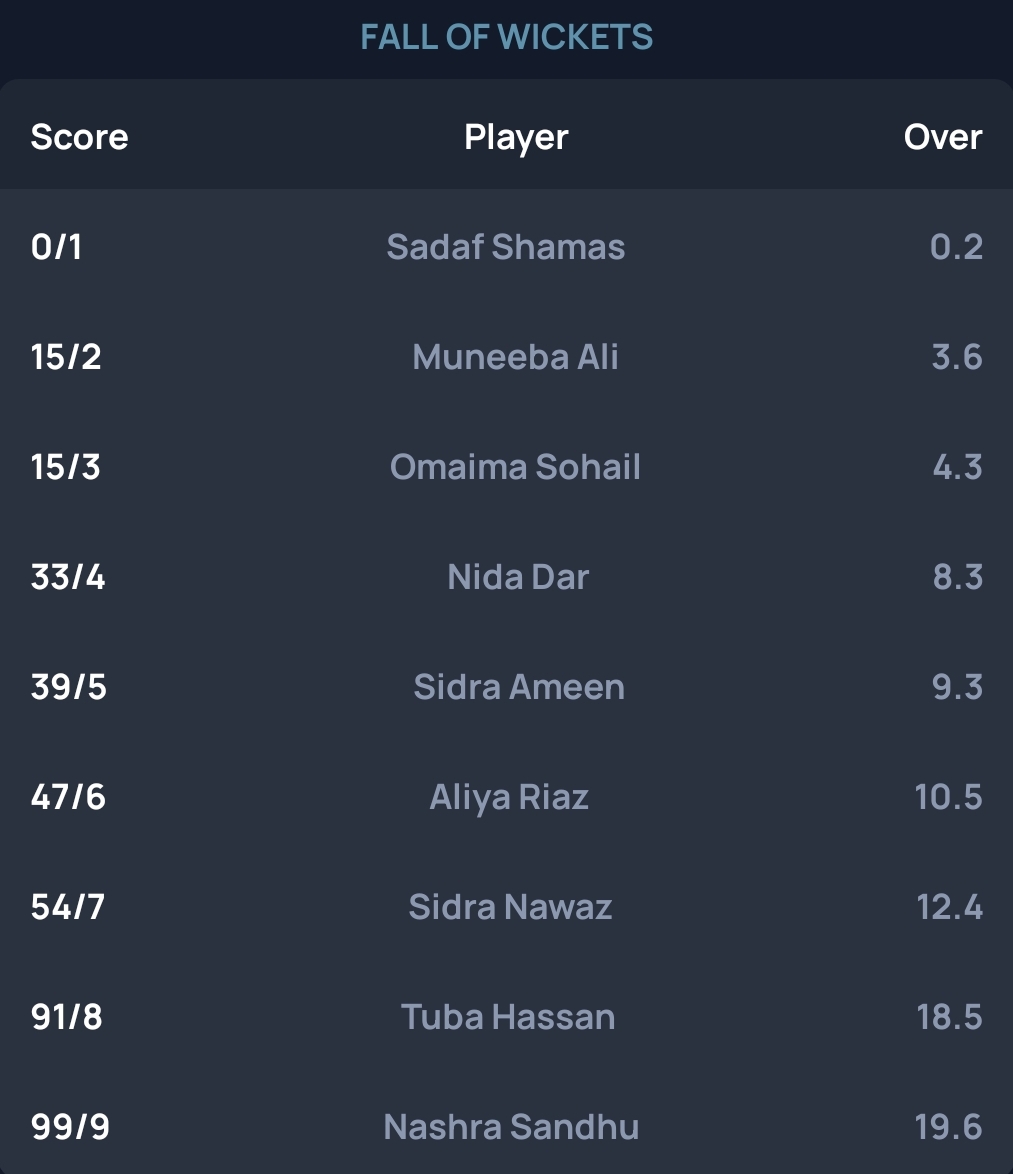 FALL OF WICKETS
Score Player Over
0/1 Sadaf Shamas 0.2
15/2 Muneeba Ali 3.6
15/3 Omaima Sohail 4.3
33/4 Nida Dar 8.3
39/5 Sidra Ameen 9.3
47/6 Aliya Riaz 10.5
54/7 Sidra Nawaz 12.4
91/8 Tuba Hassan 18.5
99/9 Nashra Sandhu 19.6